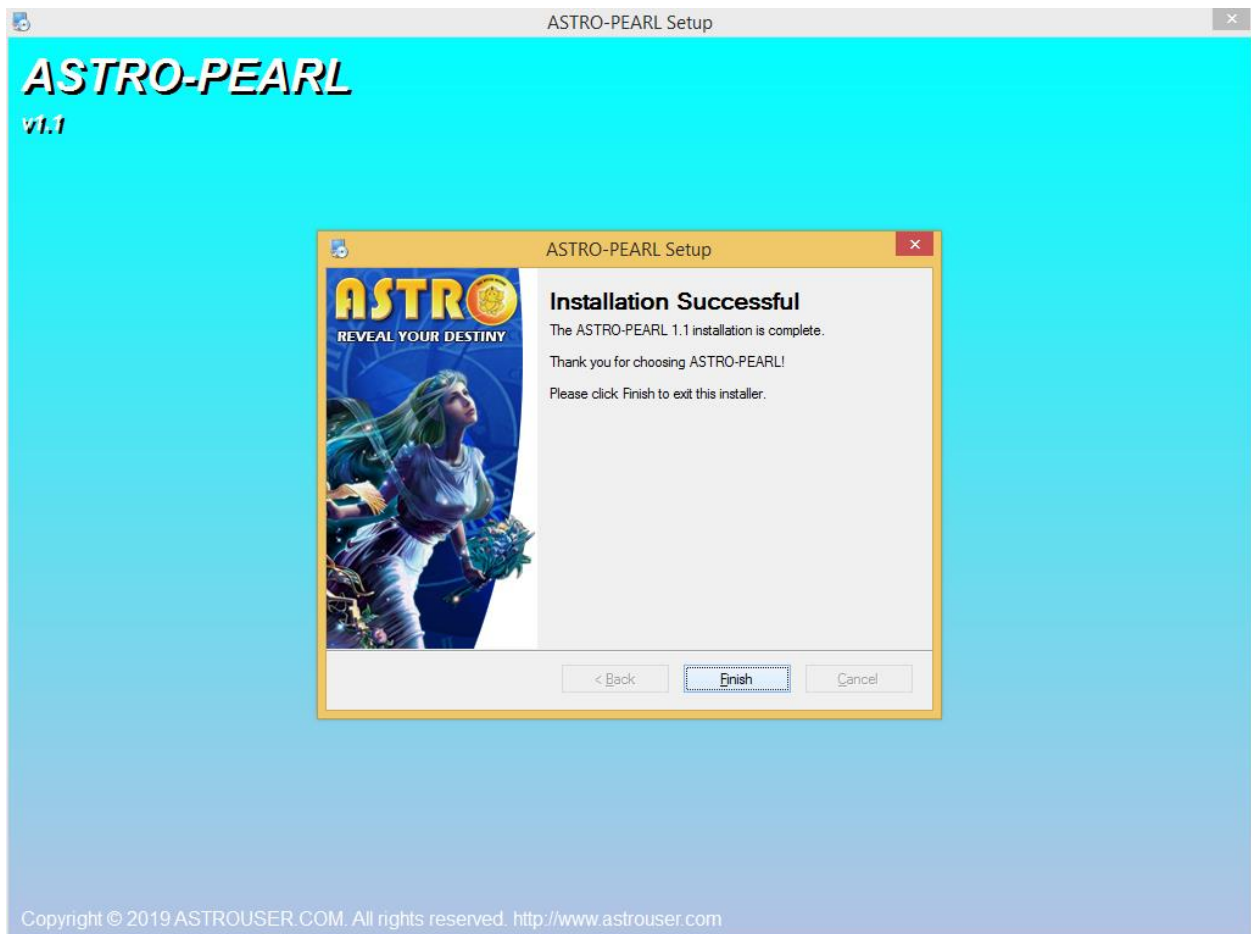 ASTRO-PEARL Setup
ASTRO-PEARL
v1.1
ASTRO-PEARL Setup
ASTRO
REVEAL YOUR DESTINY
Installation Successful
The ASTRO-PEARL 1.1 installation is complete.
Thank you for choosing ASTRO-PEARL!
Please click Finish to exit this installer.
< Back
Finish
Cancel
Copyright © 2019 ASTROUSER.COM. All rights reserved. http://www.astrouser.com